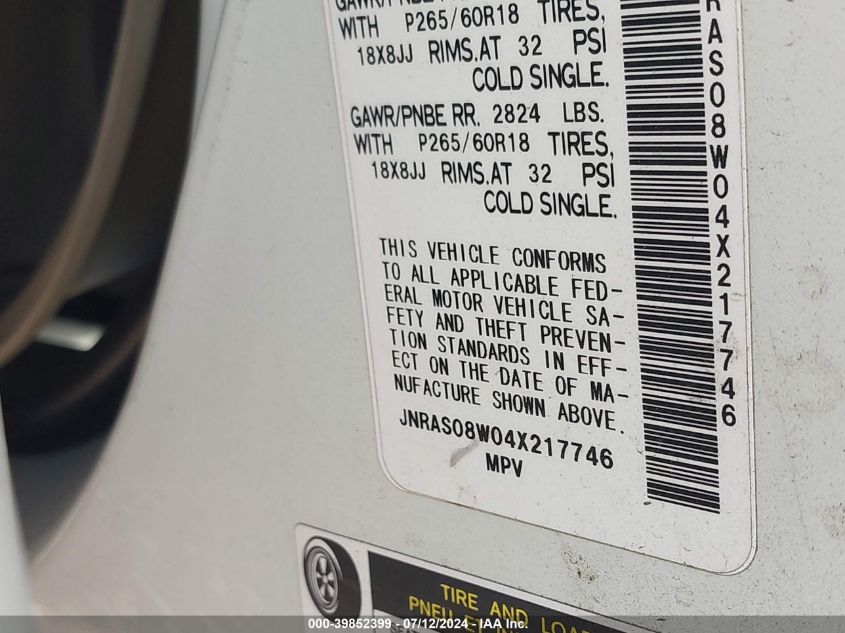 WITH P265/60R18 TIRES,
18X8JJ RIMS.AT 32 PSI
COLD SINGLE.
GAWR/PNBE RR. 2824 LBS.
WITH P265/60R18 TIRES,
18X8JJ RIMS.AT 32 PSI
COLD SINGLE.
THIS VEHICLE CONFORMS
TO ALL APPLICABLE FED-
ERAL MOTOR VEHICLE SA-
FETY AND THEFT PREVEN-
TION STANDARDS IN EFF-
ECT ON THE DATE OF MA-
NUFACTURE SHOWN ABOVE.
JNRAS08W04X217746
MPV
RAS08W04X217746
TIRE AND LOAD
000-39852399 - 07/12/2024 - IAA Inc.